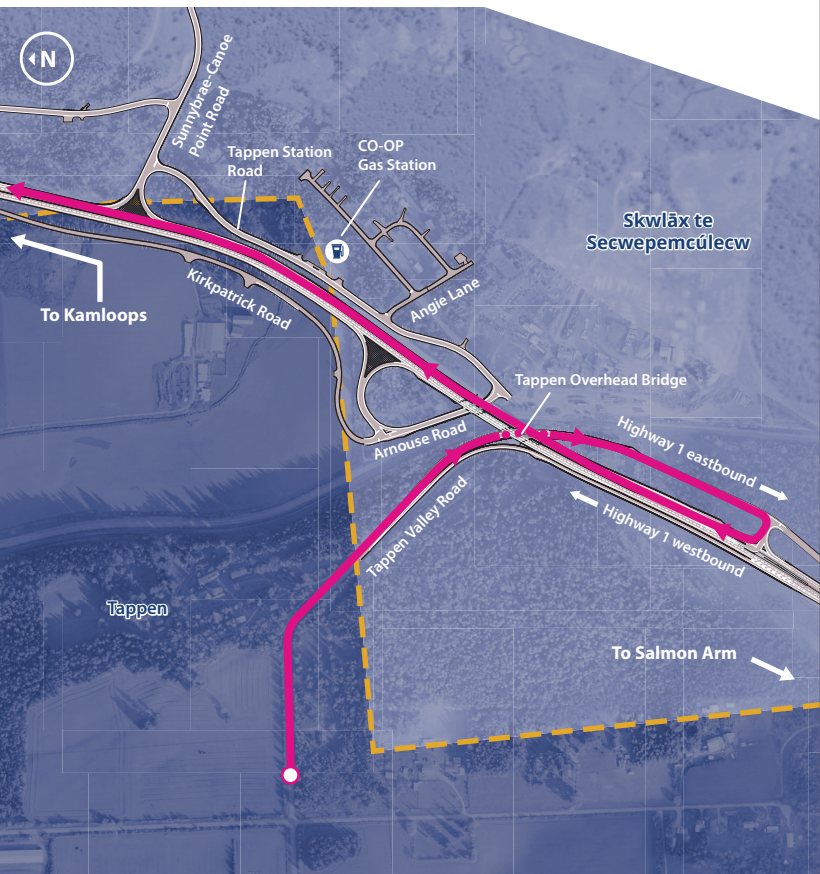 N
Sunnybrae-Canoe
Point Road
Tappen Station
Road
CO-OP
Gas Station
Skwlāx te
Secwepemcúlecw
To Kamloops
Kirkpatrick Road
Angie Lane
Tappen Overhead Bridge
Arnouse Road
Highway 1 eastbound
Tappen Valley Road
Highway 1 westbound
Tappen
To Salmon Arm